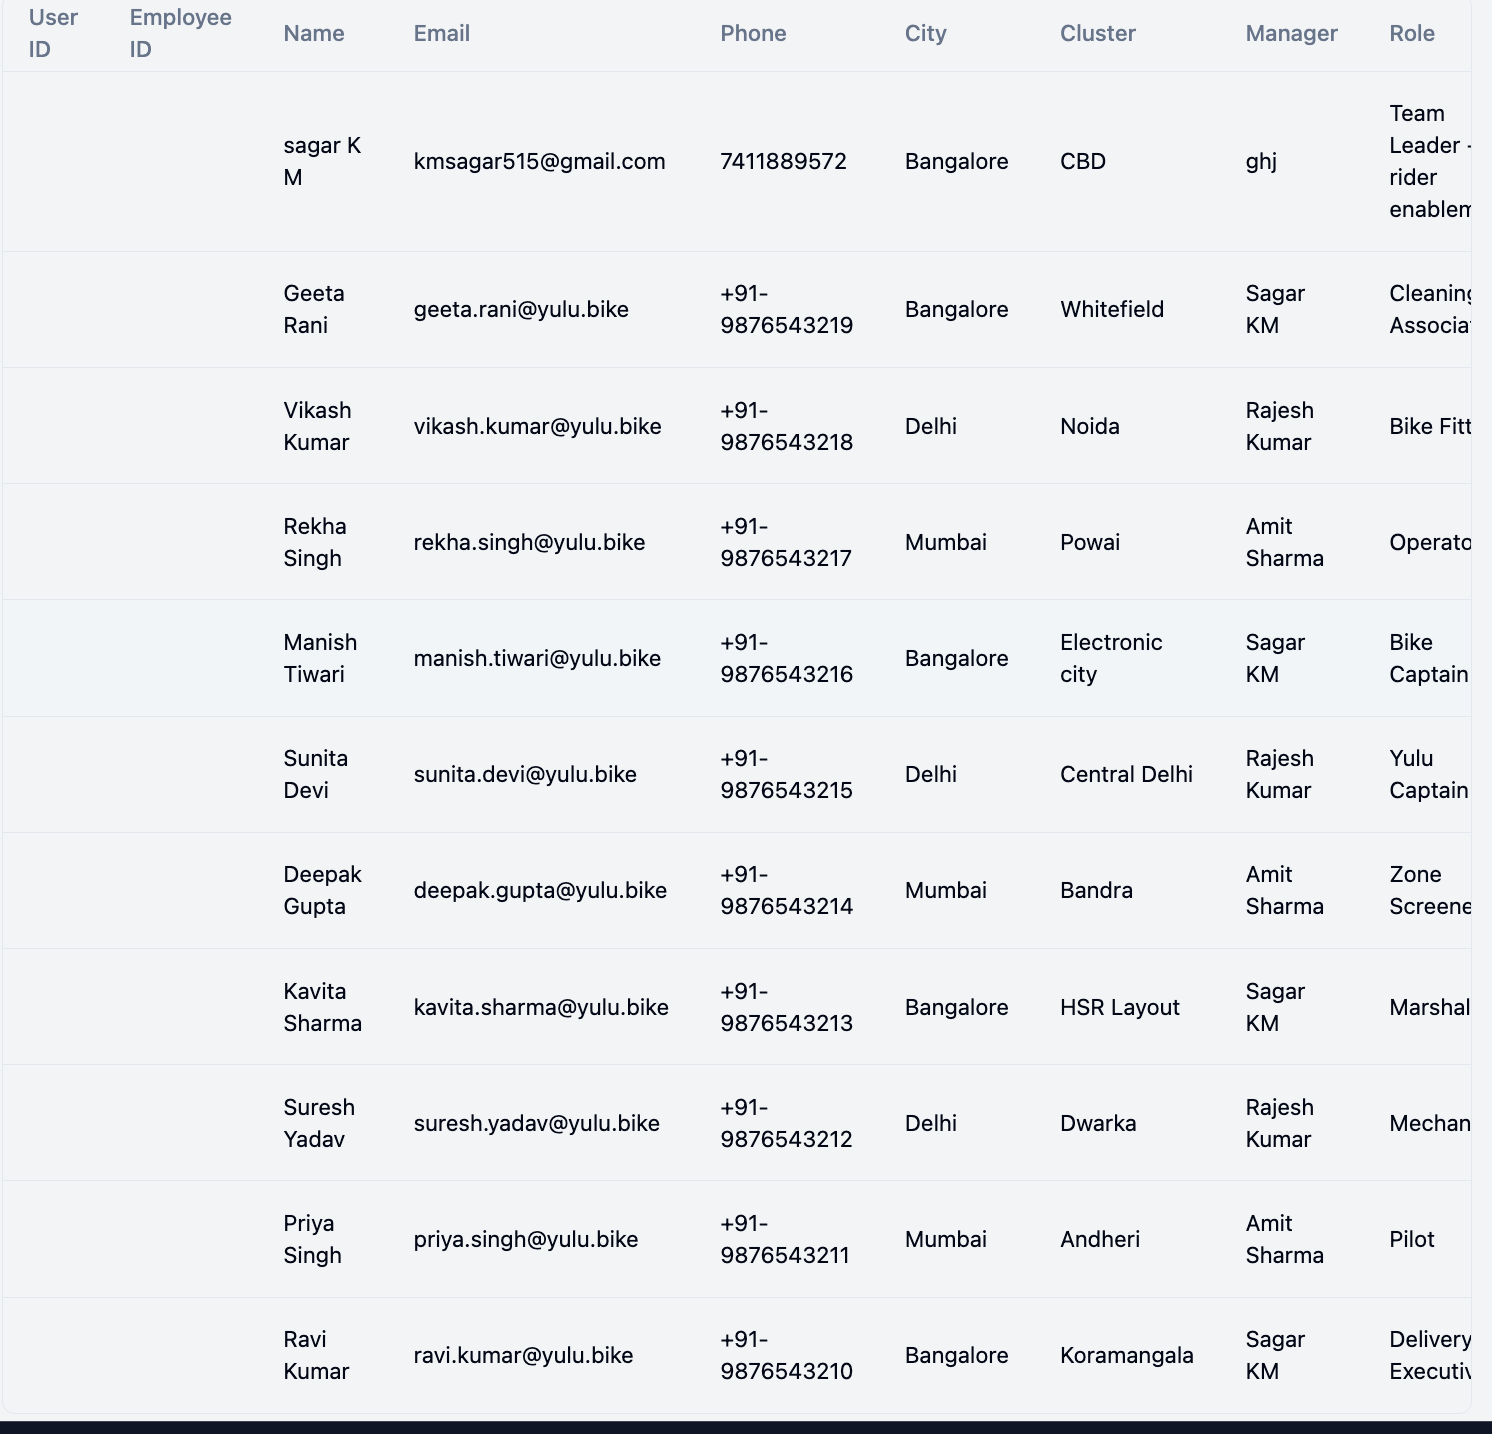 User ID Employee ID Name Email Phone City Cluster Manager Role
sagar K M kmsagar515@gmail.com 7411889572 Bangalore CBD ghj Team Leader - rider enablem
Geeta Rani geeta.rani@yulu.bike +91-9876543219 Bangalore Whitefield Sagar KM Cleaning Associat
Vikash Kumar vikash.kumar@yulu.bike +91-9876543218 Delhi Noida Rajesh Kumar Bike Fitt
Rekha Singh rekha.singh@yulu.bike +91-9876543217 Mumbai Powai Amit Sharma Operato
Manish Tiwari manish.tiwari@yulu.bike +91-9876543216 Bangalore Electronic city Sagar KM Bike Captain
Sunita Devi sunita.devi@yulu.bike +91-9876543215 Delhi Central Delhi Rajesh Kumar Yulu Captain
Deepak Gupta deepak.gupta@yulu.bike +91-9876543214 Mumbai Bandra Amit Sharma Zone Screene
Kavita Sharma kavita.sharma@yulu.bike +91-9876543213 Bangalore HSR Layout Sagar KM Marshal
Suresh Yadav suresh.yadav@yulu.bike +91-9876543212 Delhi Dwarka Rajesh Kumar Mechan
Priya Singh priya.singh@yulu.bike +91-9876543211 Mumbai Andheri Amit Sharma Pilot
Ravi Kumar ravi.kumar@yulu.bike +91-9876543210 Bangalore Koramangala Sagar KM Delivery Executiv